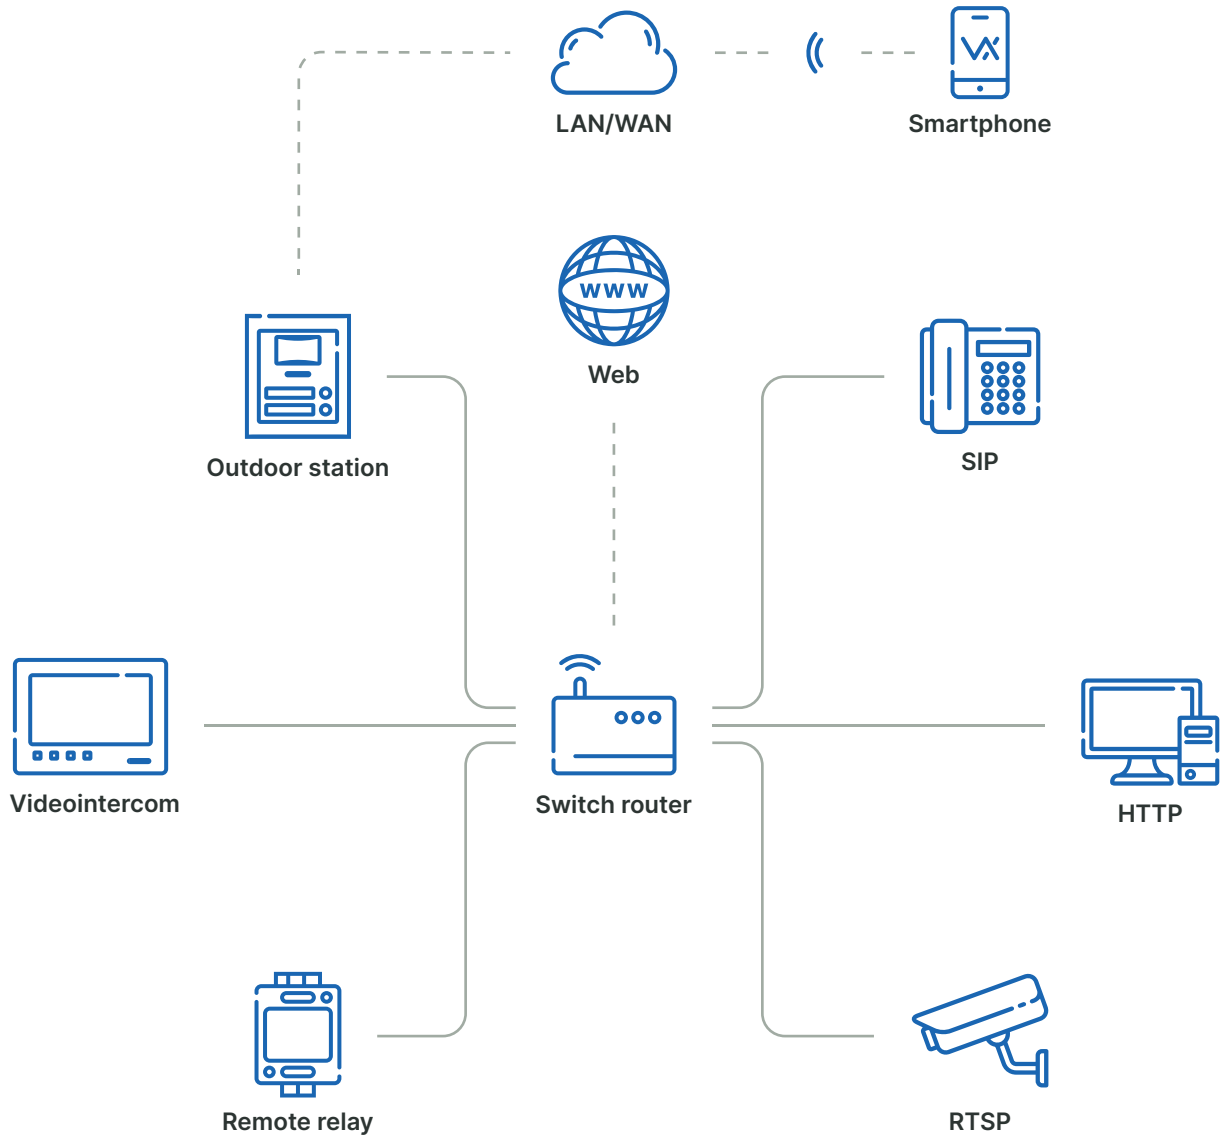 LAN/WAN
Smartphone
www
Web
Outdoor station
SIP
Videointercom
Switch router
HTTP
Remote relay
RTSP